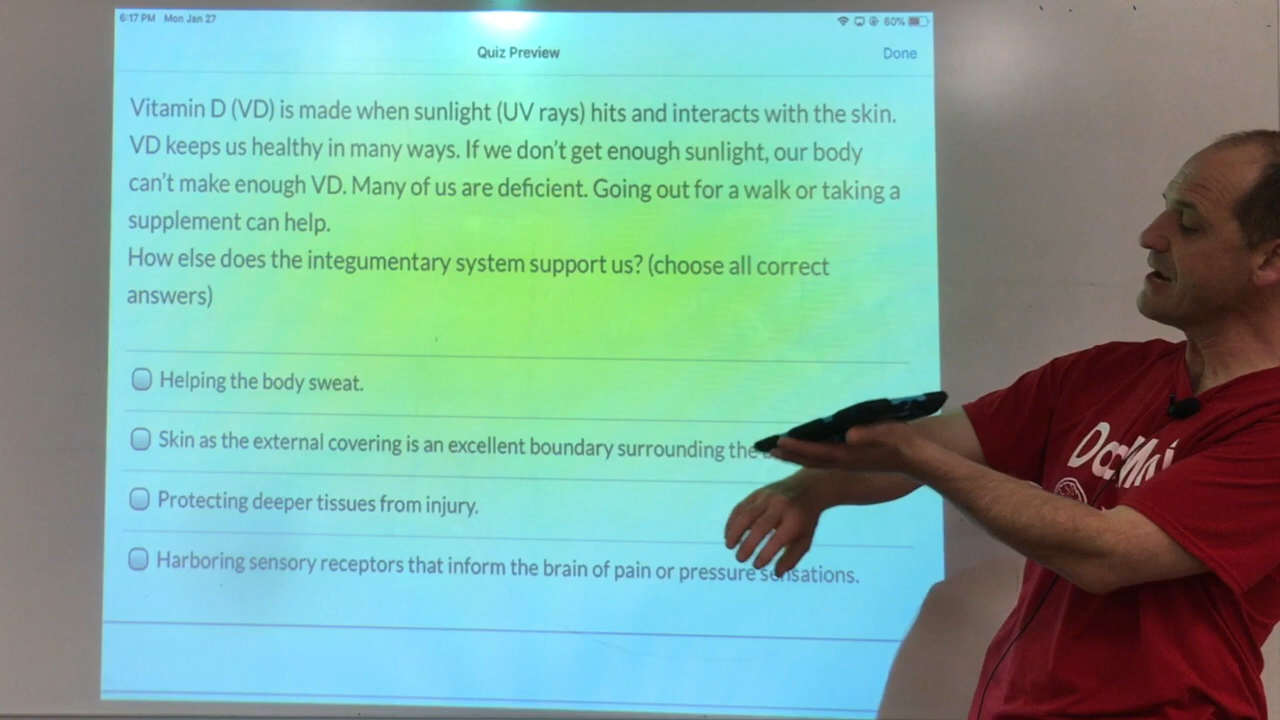 6:17 PM Mon Jan 27
80%
Quiz Preview
Done
Vitamin D (VD) is made when sunlight (UV rays) hits and interacts with the skin.
VD keeps us healthy in many ways. If we don't get enough sunlight, our body
can't make enough VD. Many of us are deficient. Going out for a walk or taking a
supplement can help.
How else does the integumentary system support us? (choose all correct
answers)
Helping the body sweat.
Skin as the external covering is an excellent boundary surrounding the
Protecting deeper tissues from injury.
Harboring sensory receptors that inform the brain of pain or pressure sensations.